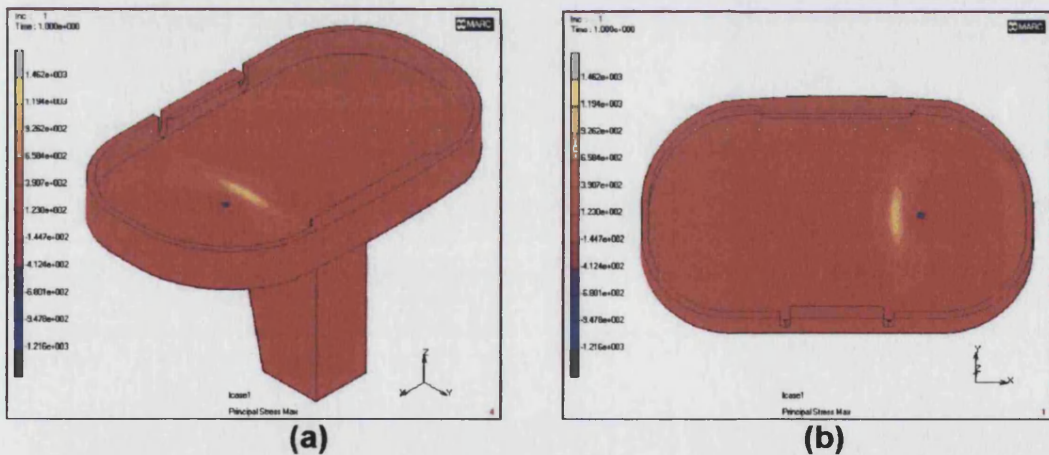 Inc : 1
Time : 1.000e+000
MARC
1.462e+003
1.194e+003
9.262e+002
6.584e+002
3.907e+002
1.230e+002
-1.447e+002
-4.124e+002
-6.801e+002
-9.478e+002
-1.216e+003
Z
X
Y
lcase1
Principal Stress Max
4
(a)
Inc : 1
Time : 1.000e+000
MARC
1.462e+003
1.194e+003
9.262e+002
6.584e+002
3.907e+002
1.230e+002
-1.447e+002
-4.124e+002
-6.801e+002
-9.478e+002
-1.216e+003
Y
Z
X
lcase1
Principal Stress Max
1
(b)